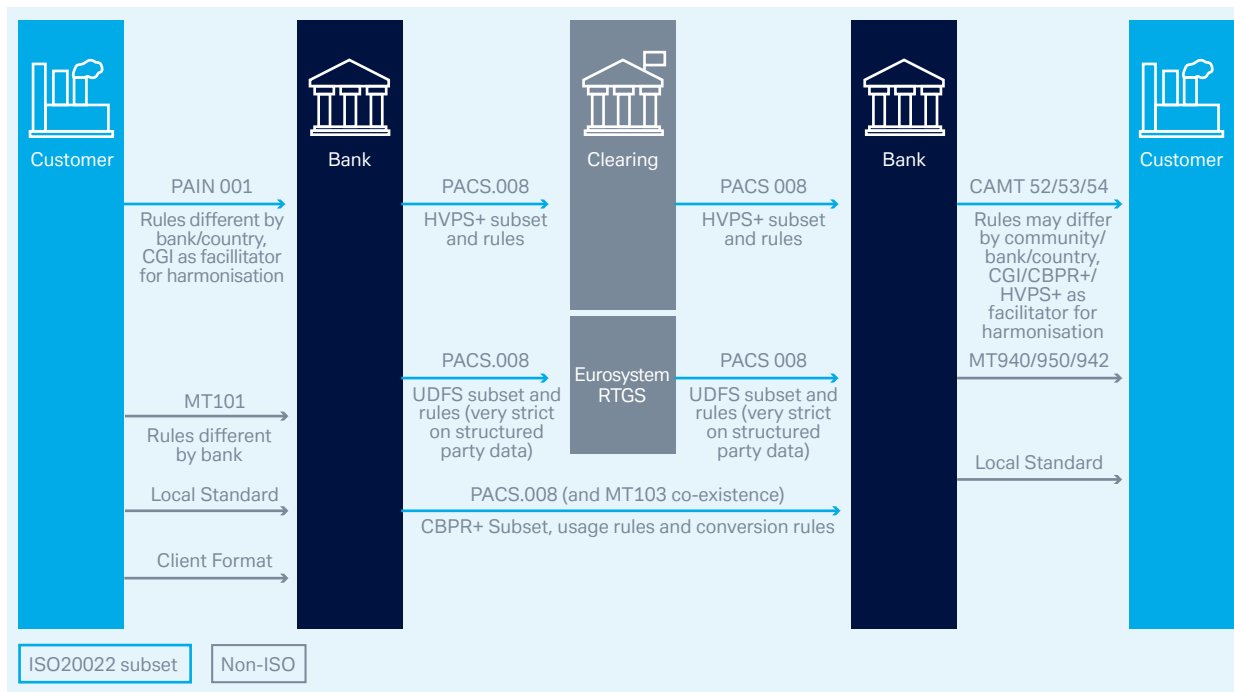 Customer
Bank
Clearing
Bank
Customer
PAIN 001
Rules different by
bank/country,
CGI as facillitator
for harmonisation
PACS.008
HVPS+ subset
and rules
PACS 008
HVPS+ subset
and rules
CAMT 52/53/54
Rules may differ
by community/
bank/country,
CGI/CBPR+/
HVPS+ as
facilitator for
harmonisation
MT101
Rules different
by bank
PACS.008
UDFS subset and
rules (very strict
on structured
party data)
Eurosystem
RTGS
PACS 008
UDFS subset and
rules (very strict
on structured
party data)
MT940/950/942
Local Standard
Local Standard
PACS.008 (and MT103 co-existence)
CBPR+ Subset, usage rules and conversion rules
Client Format
ISO20022 subset
Non-ISO